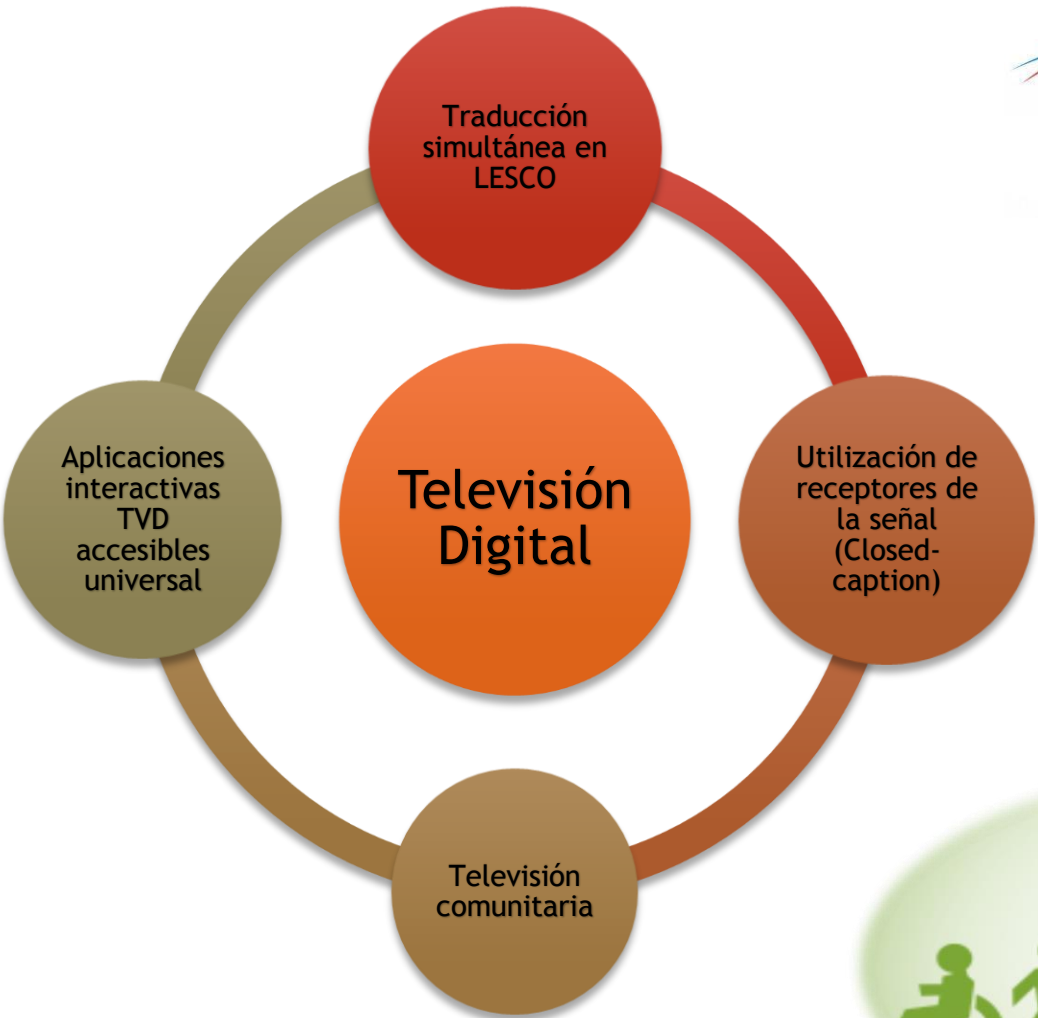 Traducción
simultánea en
LESCO
Utilización de
receptores de
la señal
(Closed-
caption)
Televisión
comunitaria
Aplicaciones
interactivas
TVD
accesibles
universal
Televisión
Digital